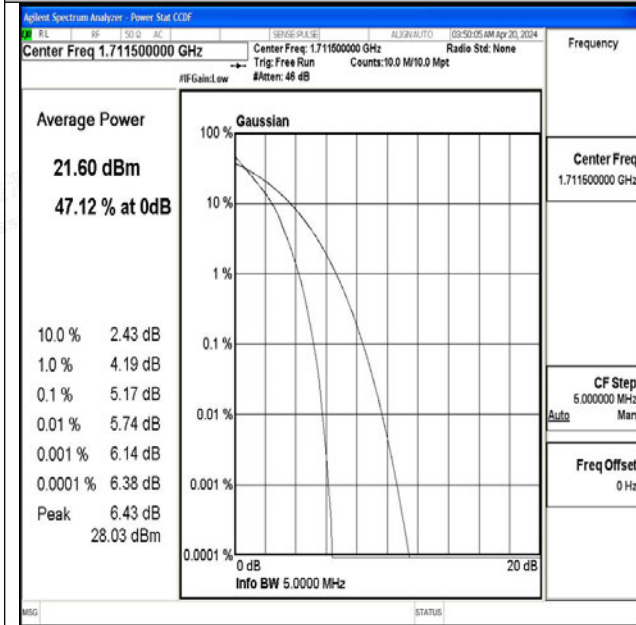 Agilent Spectrum Analyzer - Power Stat CCDF
RL RF 50 Ω AC SENSE:PULSE ALIGN AUTO 03:50:05 AM Apr 20, 2024
Center Freq 1.711500000 GHz
Center Freq: 1.711500000 GHz
Radio Std: None
Trig: Free Run Counts:10.0 M/10.0 Mpt
#IFGain:Low #Atten: 46 dB
Frequency
Average Power
21.60 dBm
47.12 % at 0dB
10.0 % 2.43 dB
1.0 % 4.19 dB
0.1 % 5.17 dB
0.01 % 5.74 dB
0.001 % 6.14 dB
0.0001 % 6.38 dB
Peak 6.43 dB
28.03 dBm
Gaussian
100 %
10 %
1 %
0.1 %
0.01 %
0.001 %
0.0001 %
0 dB 20 dB
Info BW 5.0000 MHz
Center Freq
1.711500000 GHz
CF Step
5.000000 MHz
Auto Man
Freq Offset
0 Hz
MSG STATUS